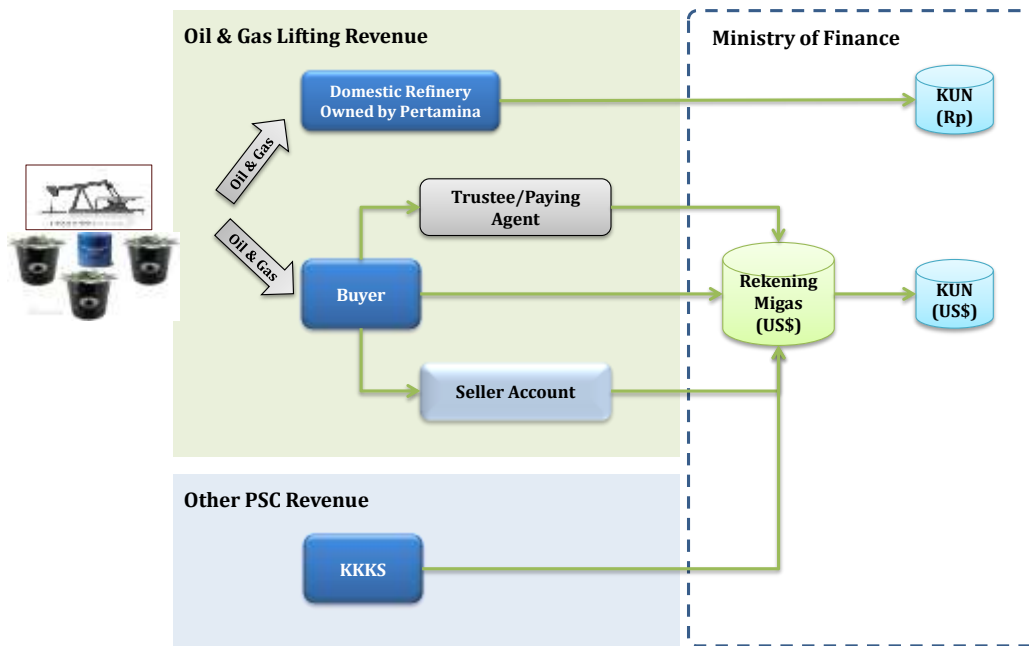 Oil & Gas Lifting Revenue
Ministry of Finance
Domestic Refinery
Owned by Pertamina
KUN
(Rp)
Oil & Gas
Trustee/Paying
Agent
Oil & Gas
Buyer
Rekening
Migas
(US$)
KUN
(US$)
Seller Account
Other PSC Revenue
KKKS